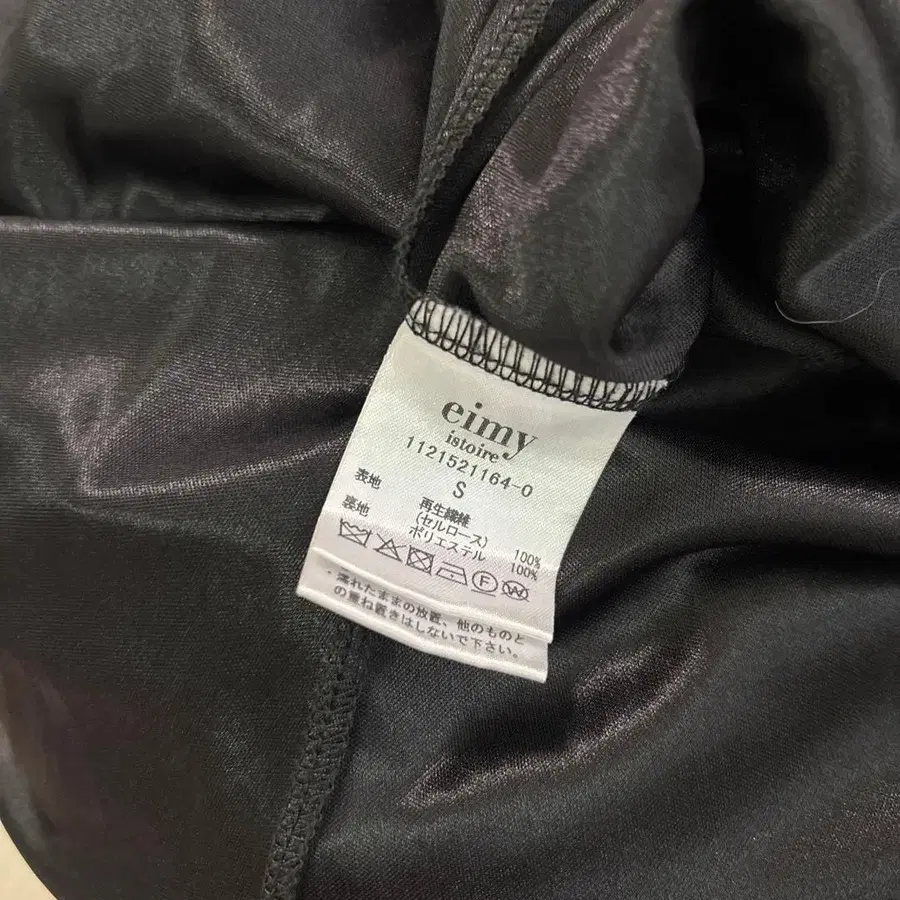 eimy
istoire
1121521164-0
S
表地 再生繊維 100%
(セルロース)
裏地 ポリエステル 100%
F W
・濡れたままの放置、他のものと
の重ね置きはしないで下さい。